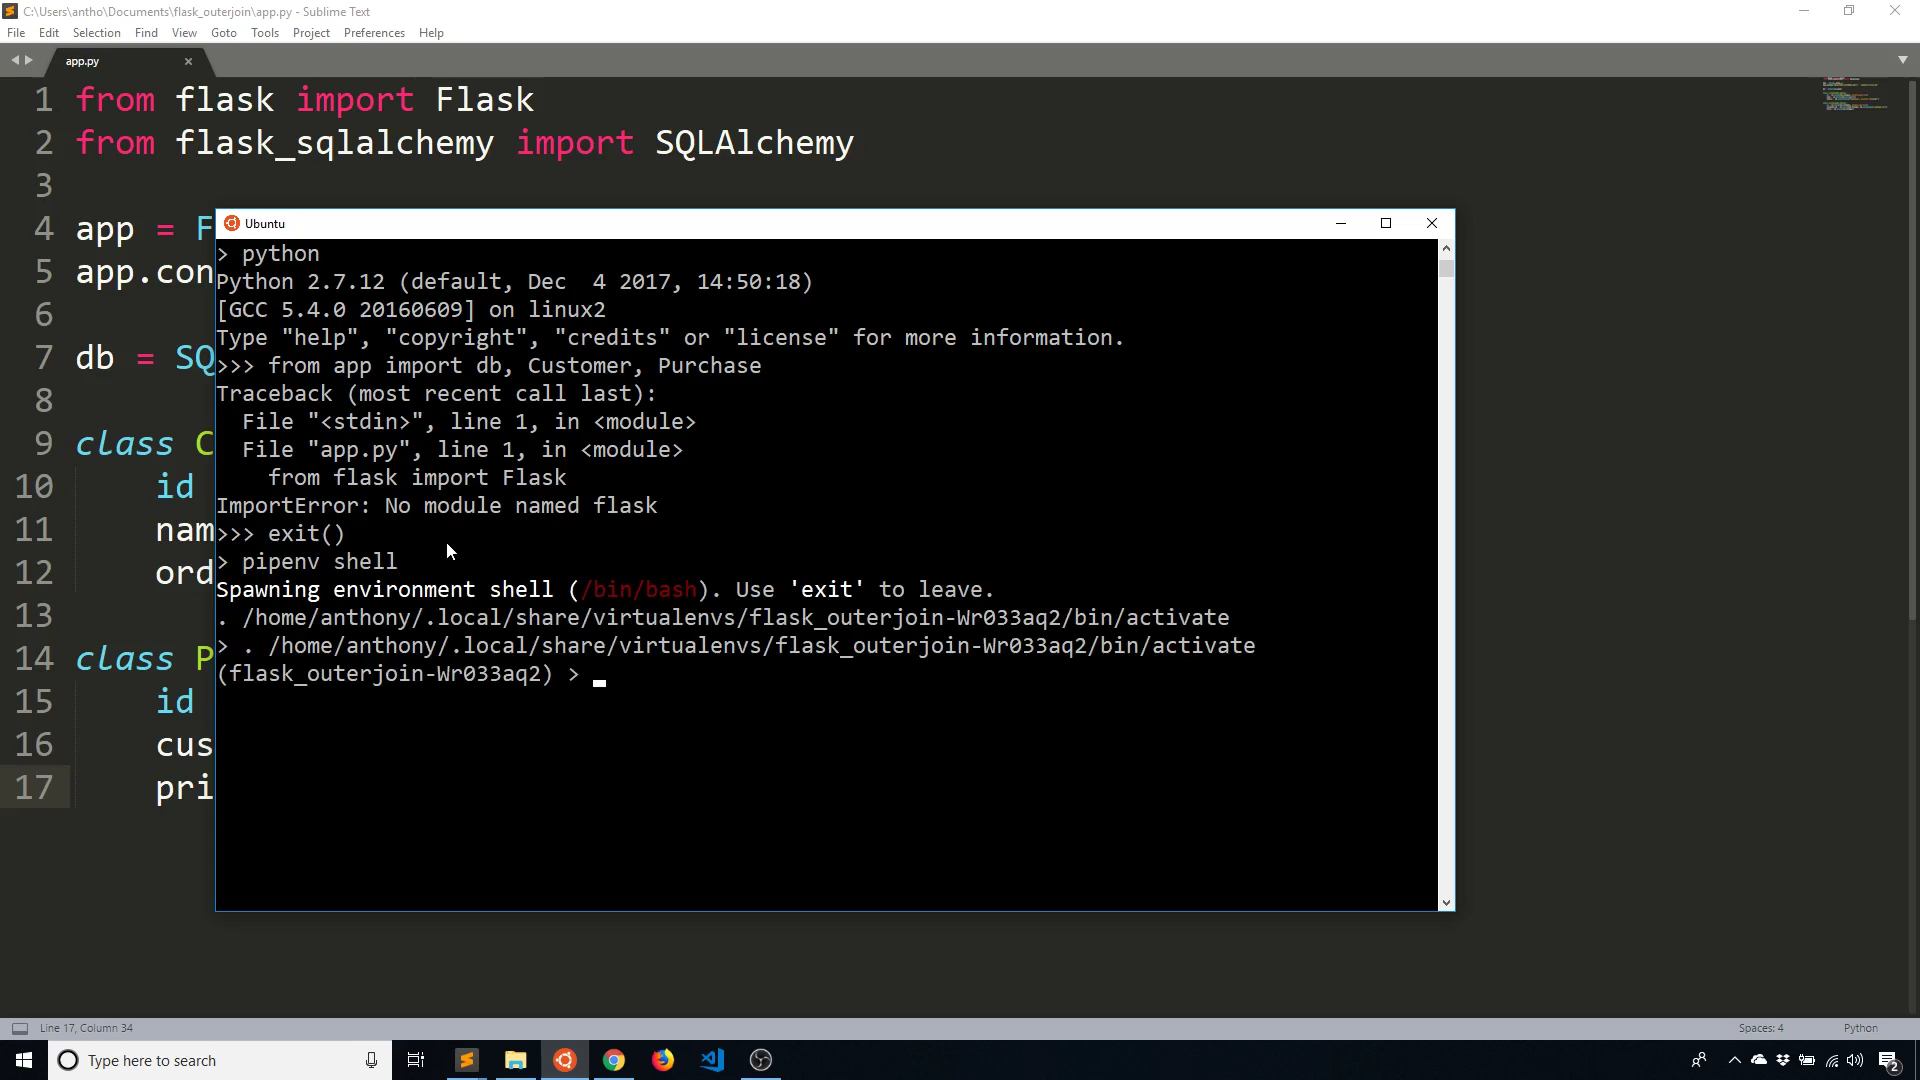 C:\Users\antho\Documents\flask_outerjoin\app.py - Sublime Text
File Edit Selection Find View Goto Tools Project Preferences Help
app.py
1 from flask import Flask
2 from flask_sqlalchemy import SQLAlchemy
3
4 app = F
5 app.con
6
7 db = SQ
8
9 class C
10 id
11 nam
12 ord
13
14 class P
15 id
16 cus
17 pri
Ubuntu
> python
Python 2.7.12 (default, Dec  4 2017, 14:50:18)
[GCC 5.4.0 20160609] on linux2
Type "help", "copyright", "credits" or "license" for more information.
>>> from app import db, Customer, Purchase
Traceback (most recent call last):
  File "<stdin>", line 1, in <module>
  File "app.py", line 1, in <module>
    from flask import Flask
ImportError: No module named flask
>>> exit()
> pipenv shell
Spawning environment shell (/bin/bash). Use 'exit' to leave.
. /home/anthony/.local/share/virtualenvs/flask_outerjoin-Wr033aq2/bin/activate
> . /home/anthony/.local/share/virtualenvs/flask_outerjoin-Wr033aq2/bin/activate
(flask_outerjoin-Wr033aq2) >
Line 17, Column 34
Spaces: 4
Python
Type here to search
2